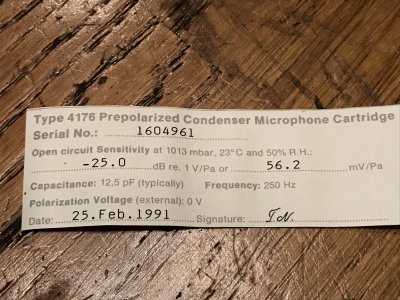 Type 4176 Prepolarized Condenser Microphone Cartridge
Serial No.: 1604961
Open circuit Sensitivity at 1013 mbar, 23°C and 50% R.H.:
-25.0 dB re. 1 V/Pa or 56.2 mV/Pa
Capacitance: 12,5 pF (typically) Frequency: 250 Hz
Polarization Voltage (external): 0 V
Date: 25.Feb.1991 Signature: T.N.